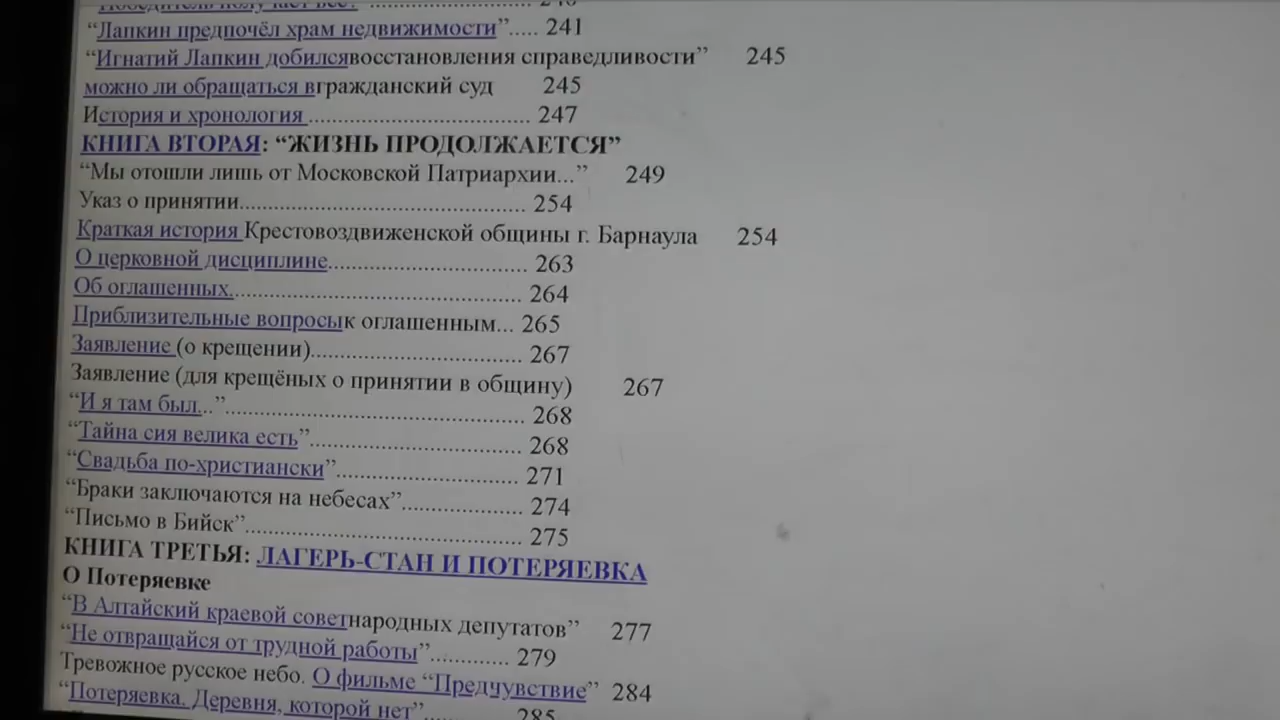 Победитель получает всё? ........................ 240
“Лапкин предпочёл храм недвижимости”..... 241
“Игнатий Лапкин добилсявосстановления справедливости” 245
можно ли обращаться вгражданский суд 245
История и хронология .................................. 247
КНИГА ВТОРАЯ: “ЖИЗНЬ ПРОДОЛЖАЕТСЯ”
“Мы отошли лишь от Московской Патриархии...” 249
Указ о принятии........................................... 254
Краткая история Крестовоздвиженской общины г. Барнаула 254
О церковной дисциплине.............................. 263
Об оглашенных............................................ 264
Приблизительные вопросык оглашенным... 265
Заявление (о крещении)................................ 267
Заявление (для крещёных о принятии в общину) 267
“И я там был...”............................................ 268
“Тайна сия велика есть”................................ 268
“Свадьба по-христиански”........................... 271
“Браки заключаются на небесах”.................. 274
“Письмо в Бийск”......................................... 275
КНИГА ТРЕТЬЯ: ЛАГЕРЬ-СТАН И ПОТЕРЯЕВКА
О Потеряевке
“В Алтайский краевой советнародных депутатов” 277
“Не отвращайся от трудной работы”............ 279
Тревожное русское небо. О фильме “Предчувствие” 284
“Потеряевка. Деревня, которой нет”............. 285